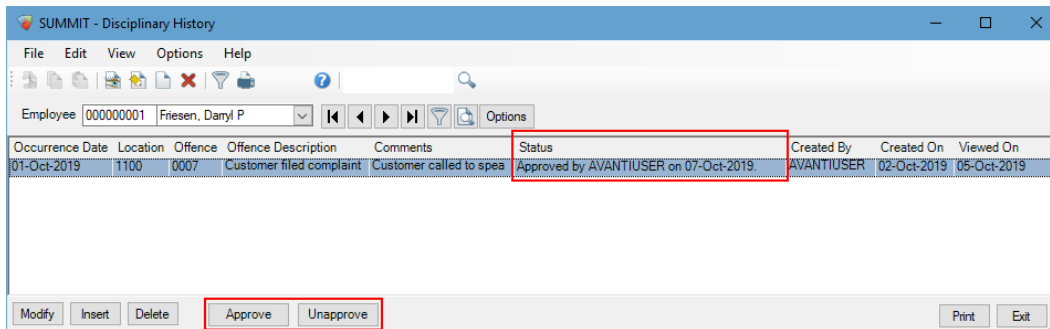 SUMMIT - Disciplinary History
File Edit View Options Help
Employee 000000001 Friesen, Darryl P Options
Occurrence Date Location Offence Offence Description Comments Status Created By Created On Viewed On
01-Oct-2019 1100 0007 Customer filed complaint Customer called to spea Approved by AVANTIUSER on 07-Oct-2019. AVANTIUSER 02-Oct-2019 05-Oct-2019
Modify Insert Delete Approve Unapprove Print Exit